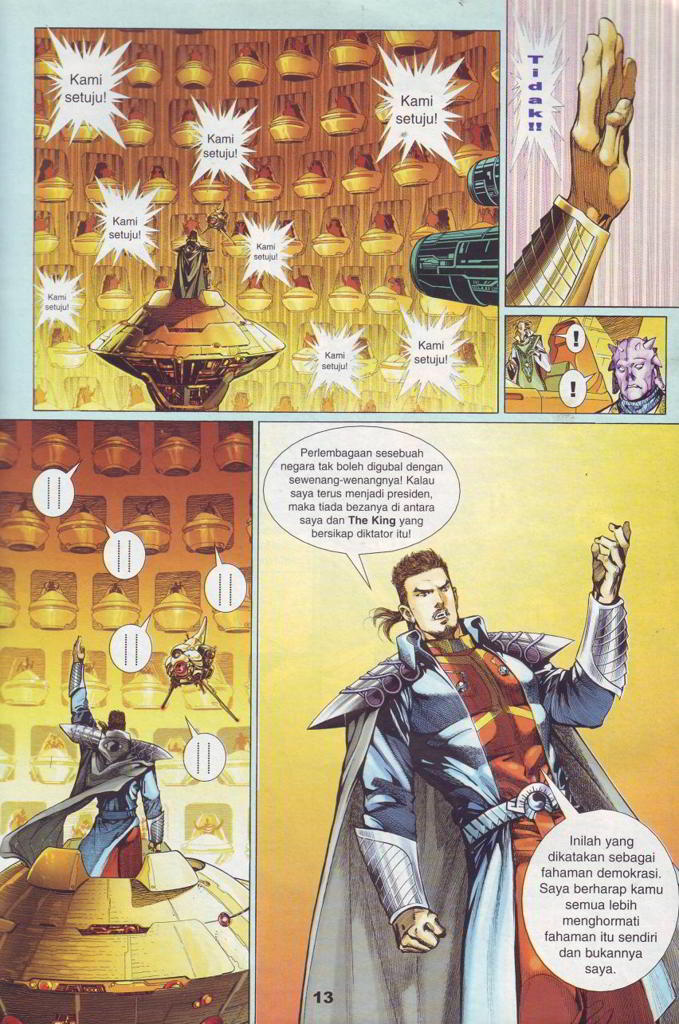 Kami
setuju!
Kami
setuju!
Kami
setuju!
Kami
setuju!
Kami
setuju!
Kami
setuju!
Kami
setuju!
Kami
setuju!
Tidak!!
!
!
Perlembagaan sesebuah
negara tak boleh digubal dengan
sewenang-wenangnya! Kalau
saya terus menjadi presiden,
maka tiada bezanya di antara
saya dan The King yang
bersikap diktator itu!
Inilah yang
dikatakan sebagai
fahaman demokrasi.
Saya berharap kamu
semua lebih
menghormati
fahaman itu sendiri
dan bukannya
saya.
13